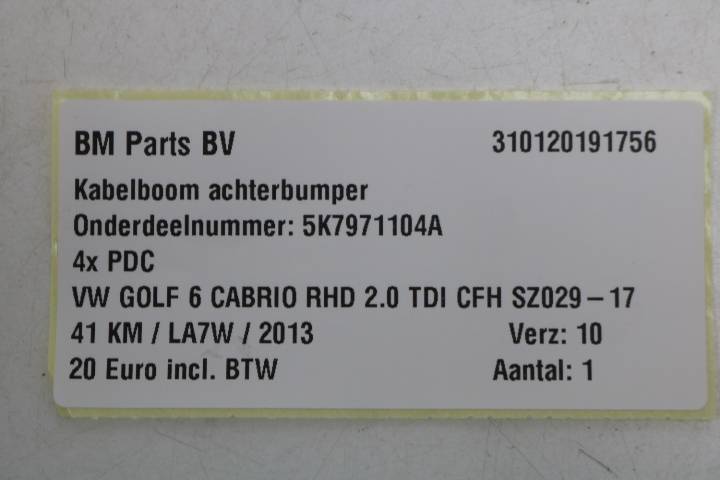 BM Parts BV 310120191756
Kabelboom achterbumper
Onderdeelnummer: 5K7971104A
4x PDC
VW GOLF 6 CABRIO RHD 2.0 TDI CFH SZ029-17
41 KM / LA7W / 2013 Verz: 10
20 Euro incl. BTW Aantal: 1